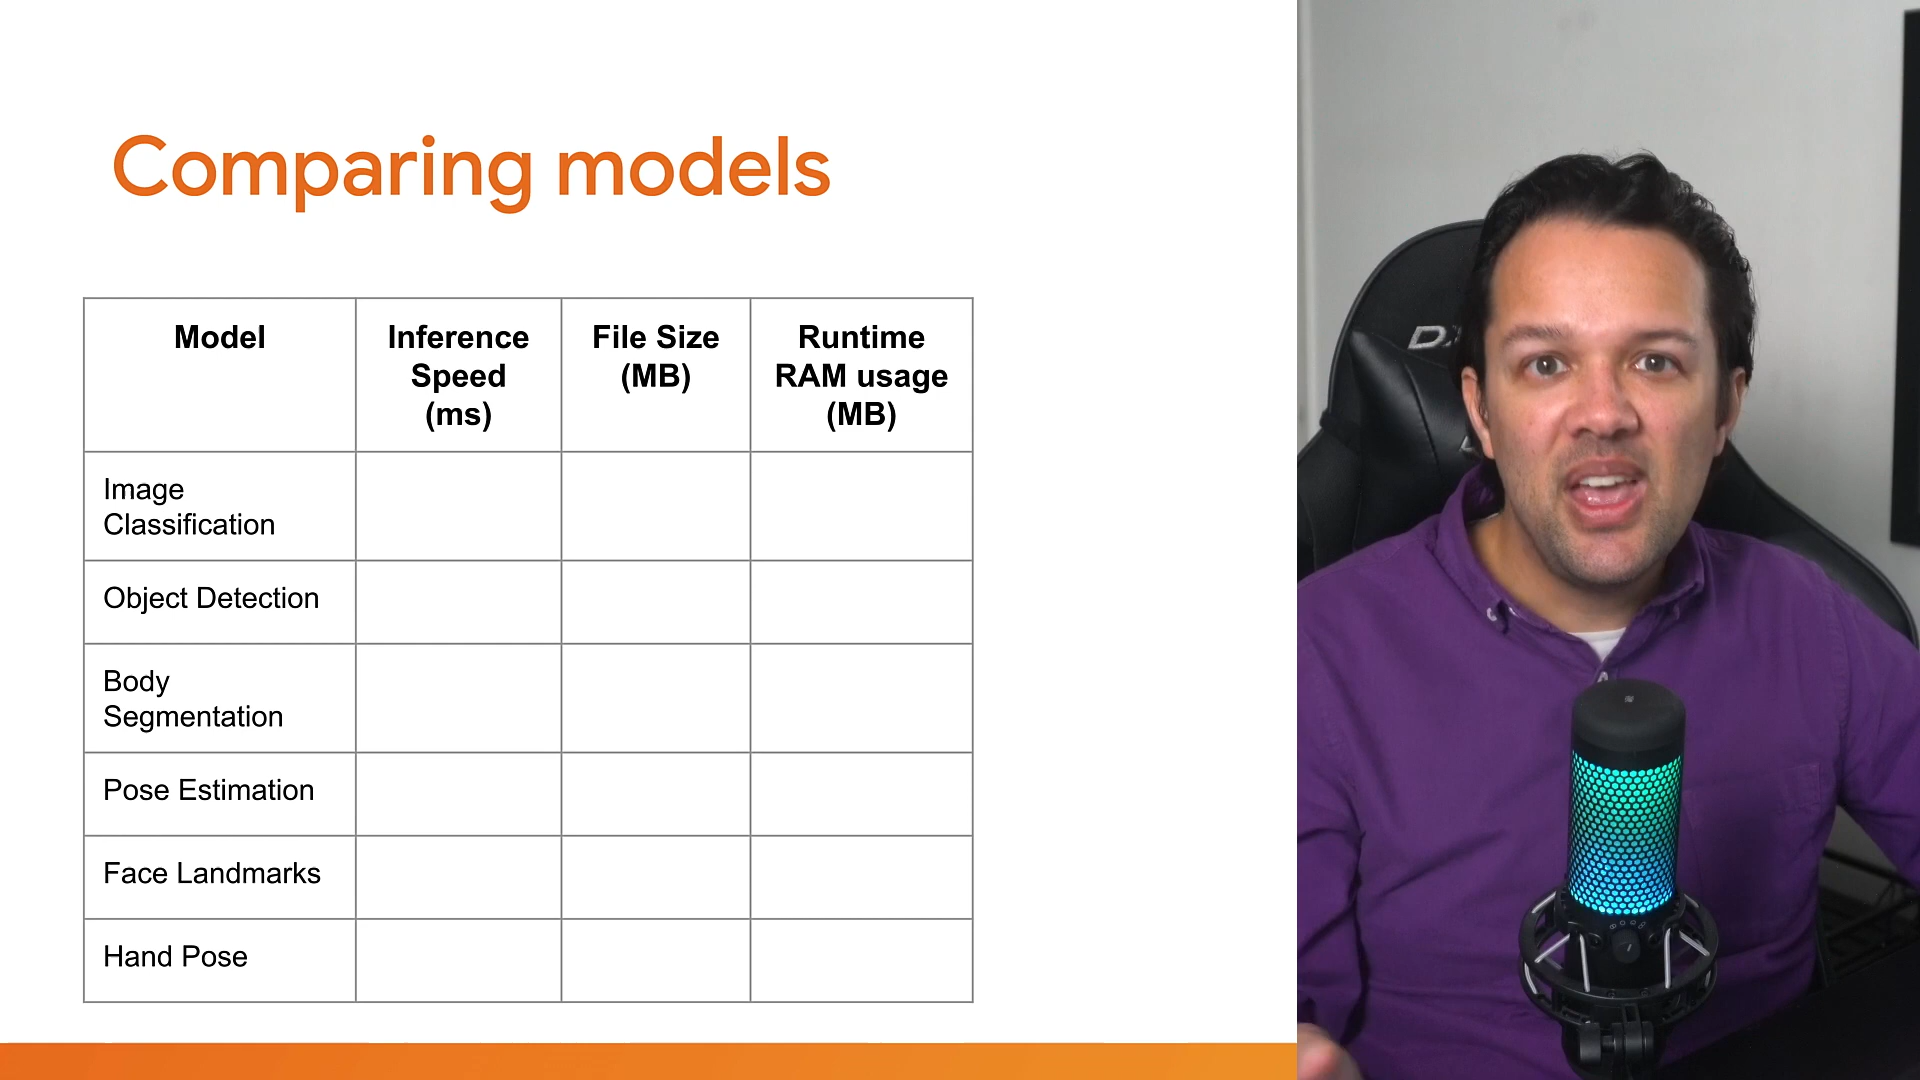 Comparing models
Model
Inference
Speed
(ms)
File Size
(MB)
Runtime
RAM usage
(MB)
Image
Classification
Object Detection
Body
Segmentation
Pose Estimation
Face Landmarks
Hand Pose